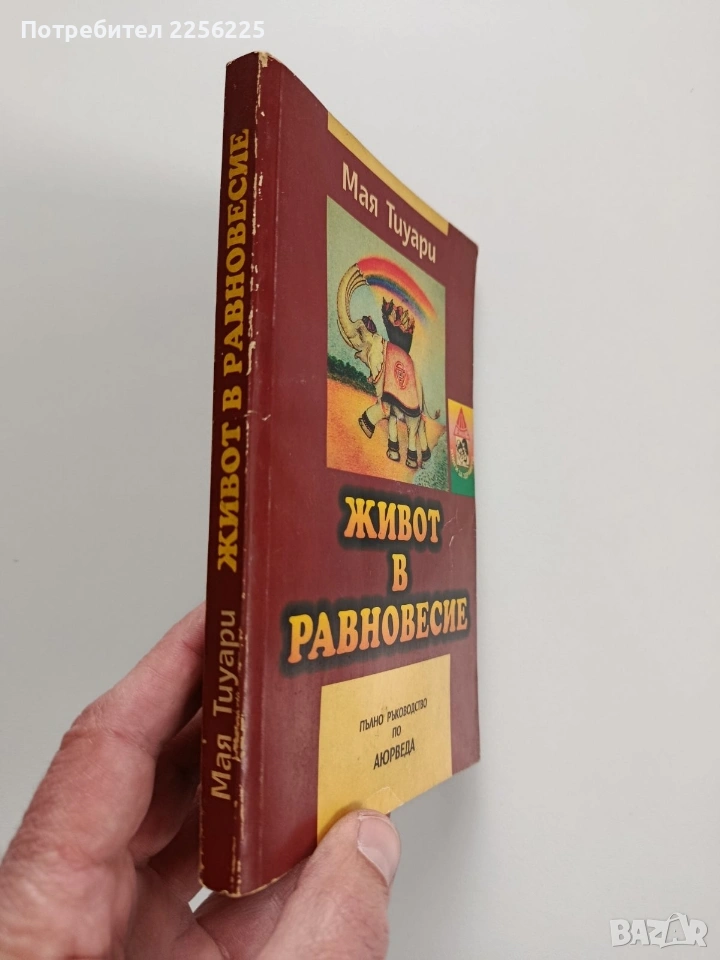 Потребител 2256225
Мая Тиуари
ЖИВОТ
В
РАВНОВЕСИЕ
ПЪЛНО РЪКОВОДСТВО
ПО
АЮРВЕДА
Мая Тиуари ЖИВОТ В РАВНОВЕСИЕ
BAZAR